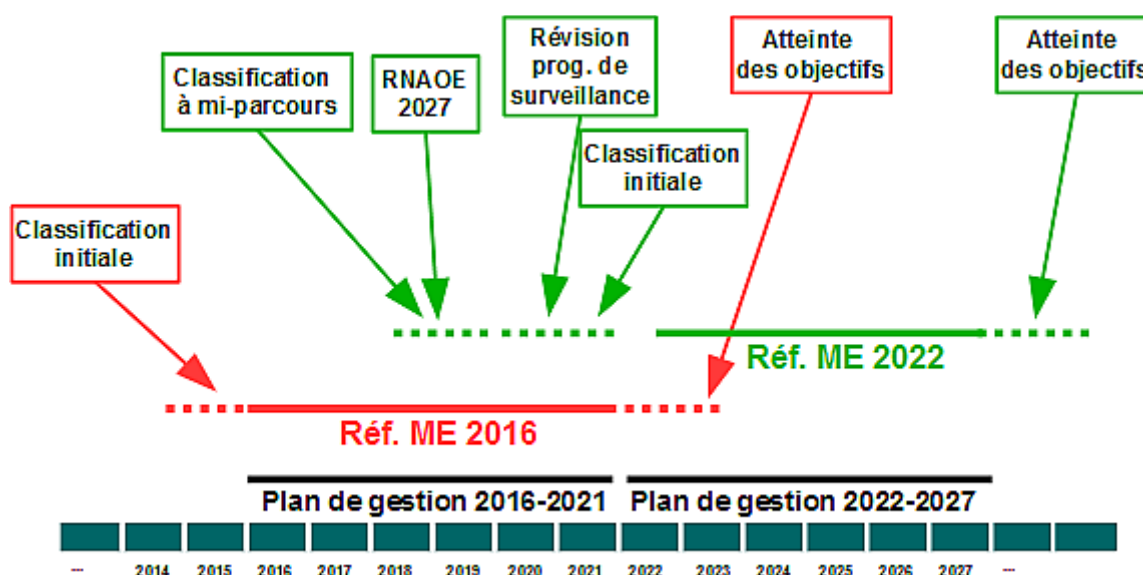 Classification
à mi-parcours
RNAOE
2027
Révision
prog. de
surveillance
Classification
initiale
Atteinte
des objectifs
Atteinte
des objectifs
Classification
initiale
Réf. ME 2022
Réf. ME 2016
Plan de gestion 2016-2021
Plan de gestion 2022-2027
--- 2014 2015 2016 2017 2018 2019 2020 2021 2022 2023 2024 2025 2026 2027 ---